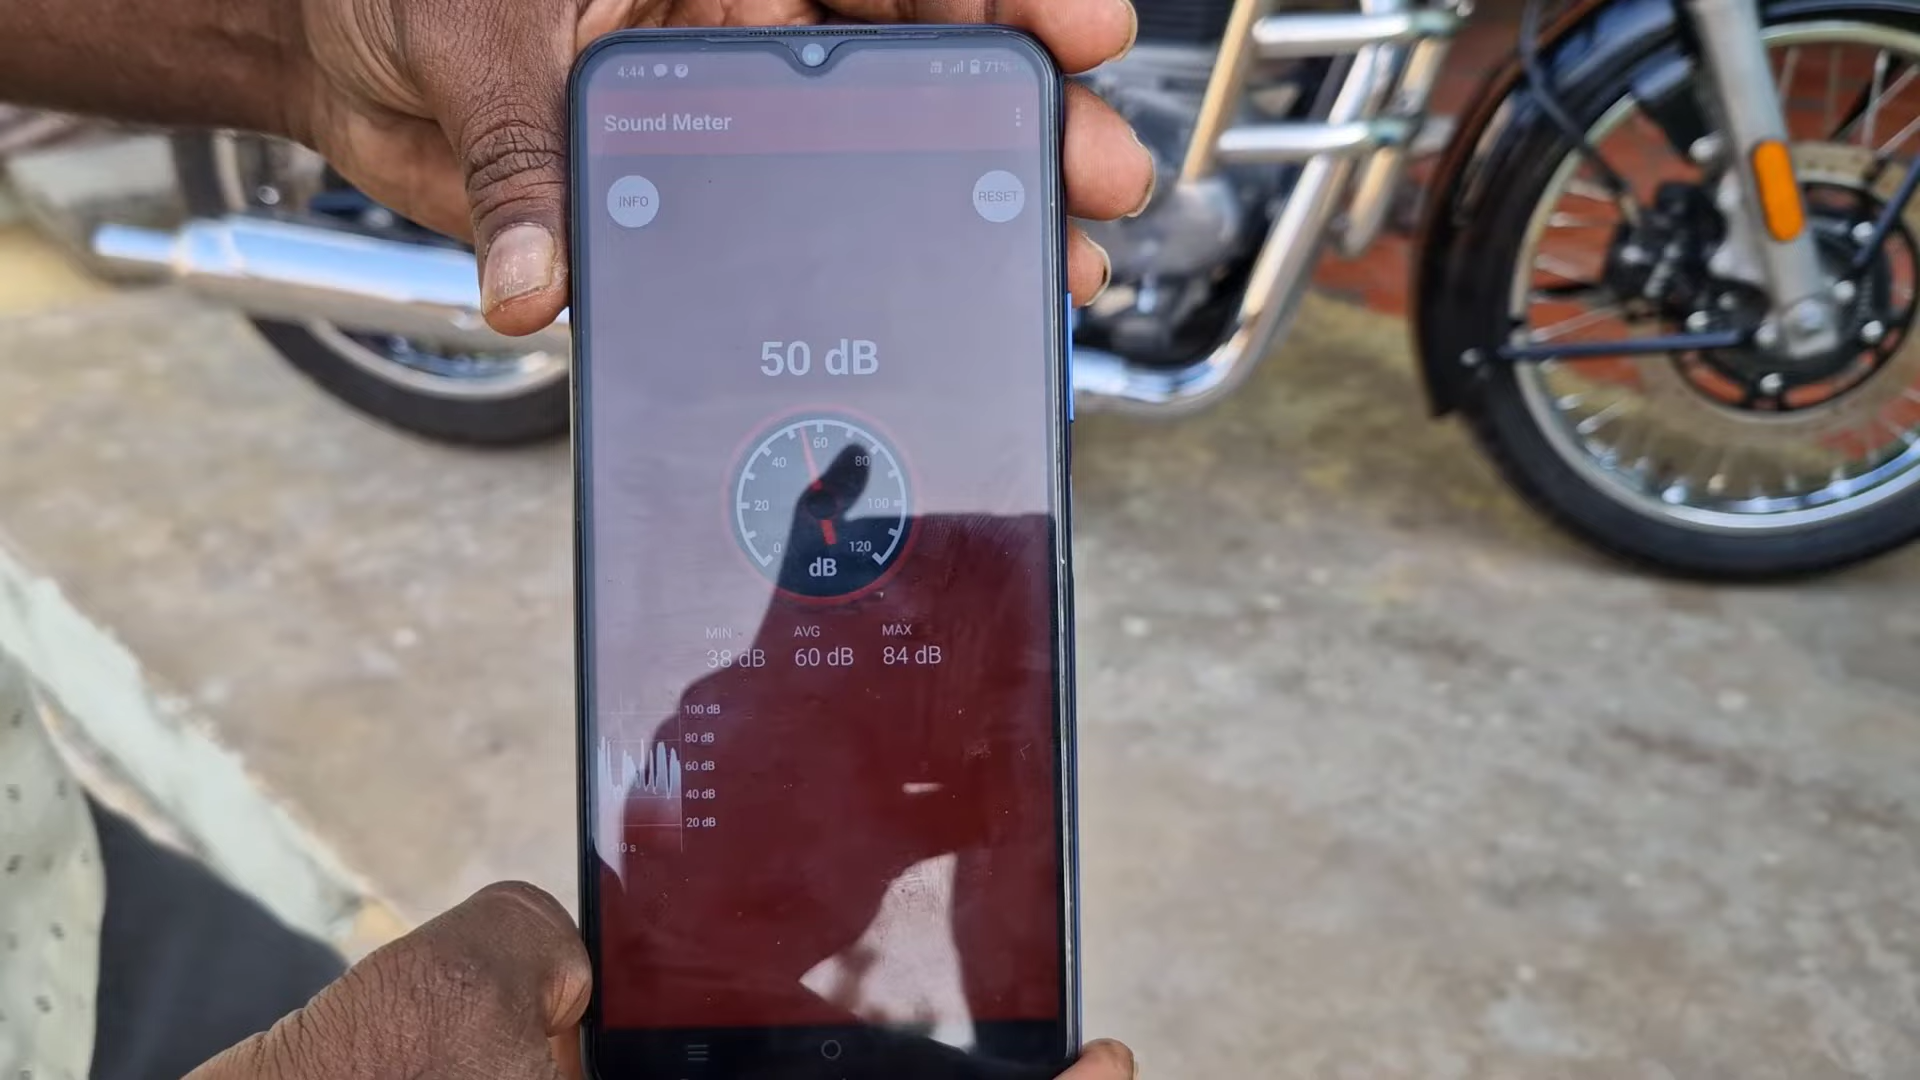 4:44 71%
Sound Meter
INFO RESET
50 dB
60
40 80
20 100
0 120
dB
MIN AVG MAX
38 dB 60 dB 84 dB
100 dB
80 dB
60 dB
40 dB
20 dB
-10 s